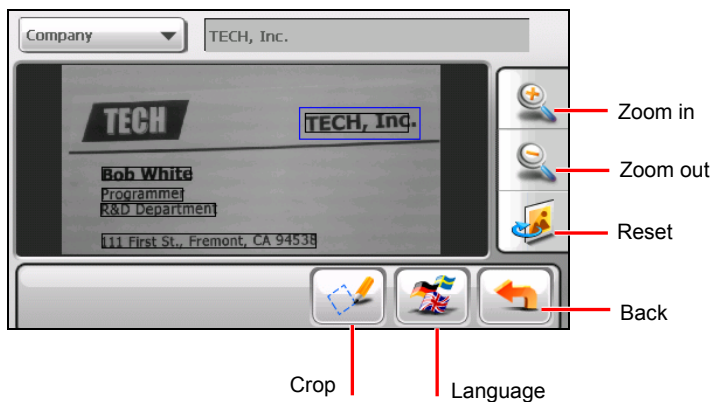 Company
TECH, Inc.
TECH
TECH, Inc.
Bob White
Programmer
R&D Department
111 First St., Fremont, CA 94538
Zoom in
Zoom out
Reset
Back
Crop
Language